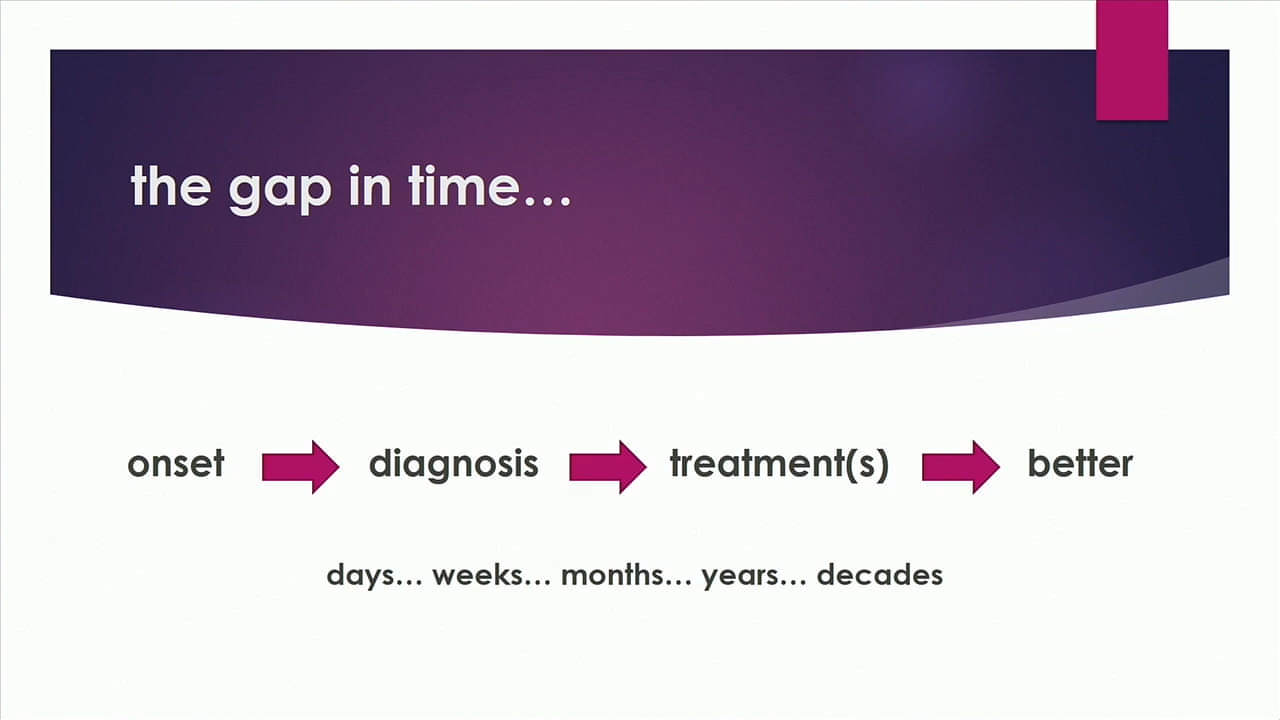 the gap in time…
onset diagnosis treatment(s) better
days… weeks… months… years… decades